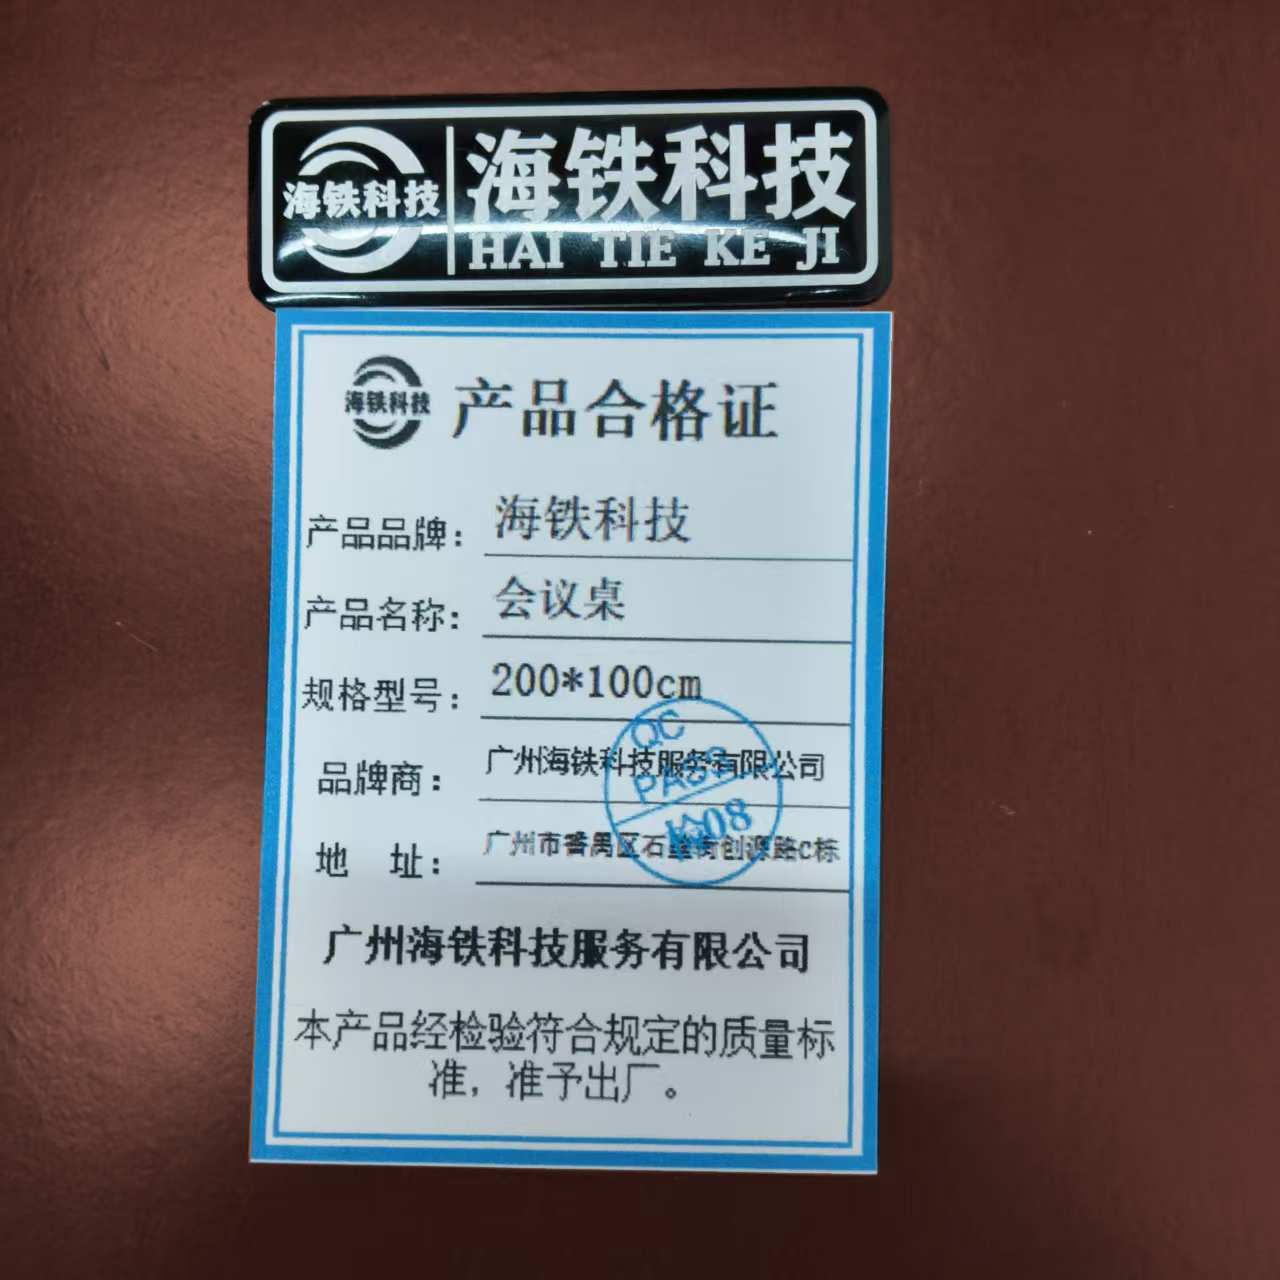 海铁科技
海铁科技
HAI TIE KE JI
海铁科技
产品合格证
产品品牌：海铁科技
产品名称：会议桌
规格型号：200*100cm
品牌商：广州海铁科技服务有限公司
地 址：广州市番禺区石壁街创源路C栋
QC
PASS
检08
广州海铁科技服务有限公司
本产品经检验符合规定的质量标
准，准予出厂。